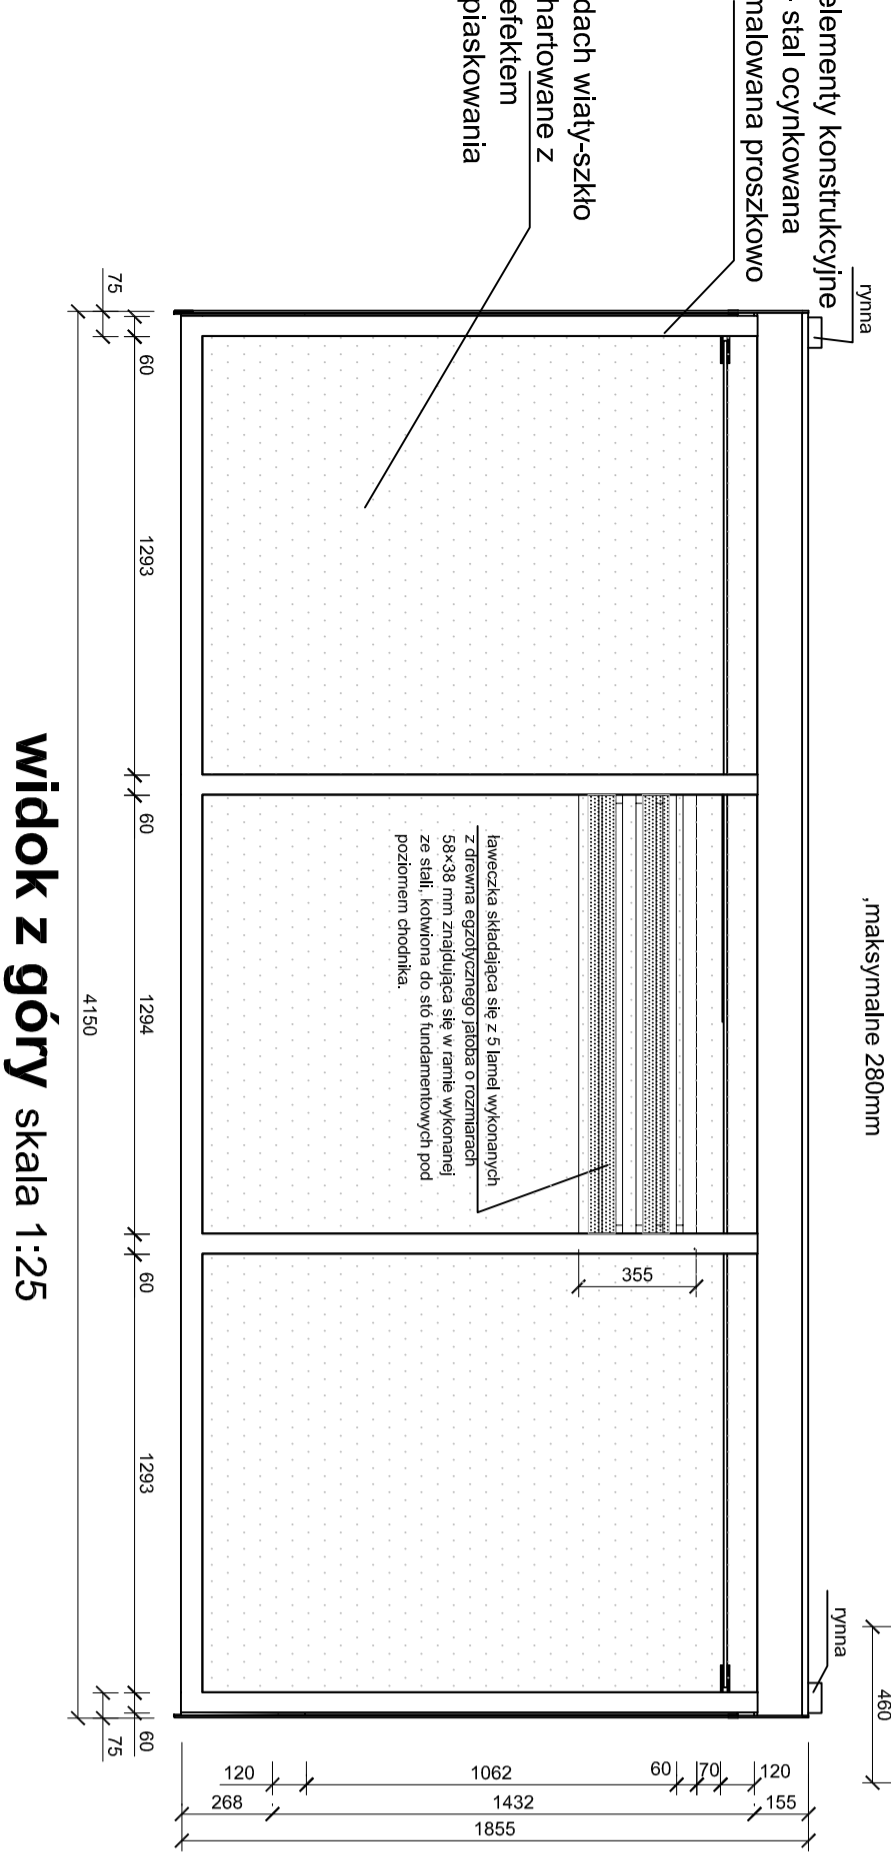 elementy konstrukcyjne
- stal ocynkowana
malowana proszkowo
rynna
dach wiaty-szkło
hartowane z
efektem
piaskowania
,maksymalne 280mm
ławeczka składająca się z 5 lamel wykonanych
z drewna egzotycznego jatoba o rozmiarach
58×38 mm znajdująca się w ramie wykonanej
ze stali, kotwiona do stó fundamentowych pod
poziomem chodnika.
355
rynna
460
75
60
1293
60
1294
60
1293
60
75
4150
120
1062
60
70
120
268
1432
155
1855
widok z góry skala 1:25